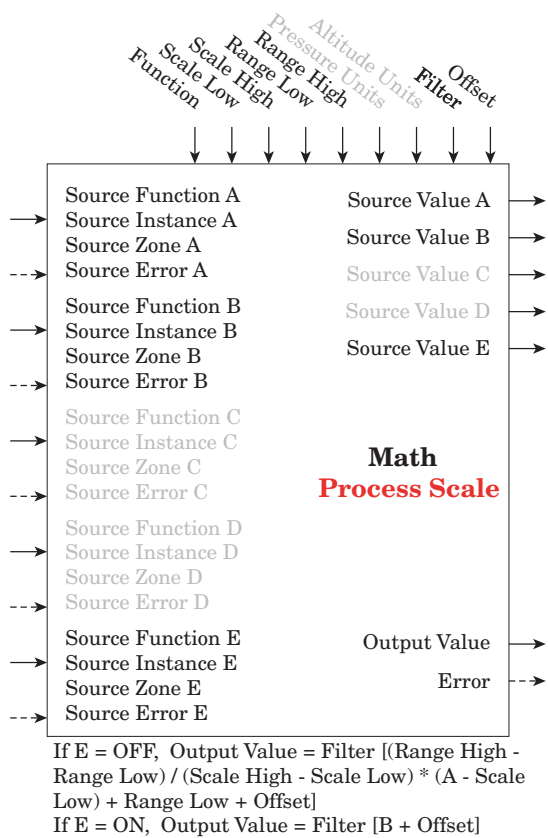 Function
Scale Low
Scale High
Range Low
Range High
Pressure Units
Altitude Units
Filter
Offset
Source Function A
Source Instance A
Source Zone A
Source Error A
Source Function B
Source Instance B
Source Zone B
Source Error B
Source Function C
Source Instance C
Source Zone C
Source Error C
Source Function D
Source Instance D
Source Zone D
Source Error D
Source Function E
Source Instance E
Source Zone E
Source Error E
Source Value A
Source Value B
Source Value C
Source Value D
Source Value E
Math
Process Scale
Output Value
Error
If E = OFF, Output Value = Filter [(Range High -
Range Low) / (Scale High - Scale Low) * (A - Scale
Low) + Range Low + Offset]
If E = ON, Output Value = Filter [B + Offset]